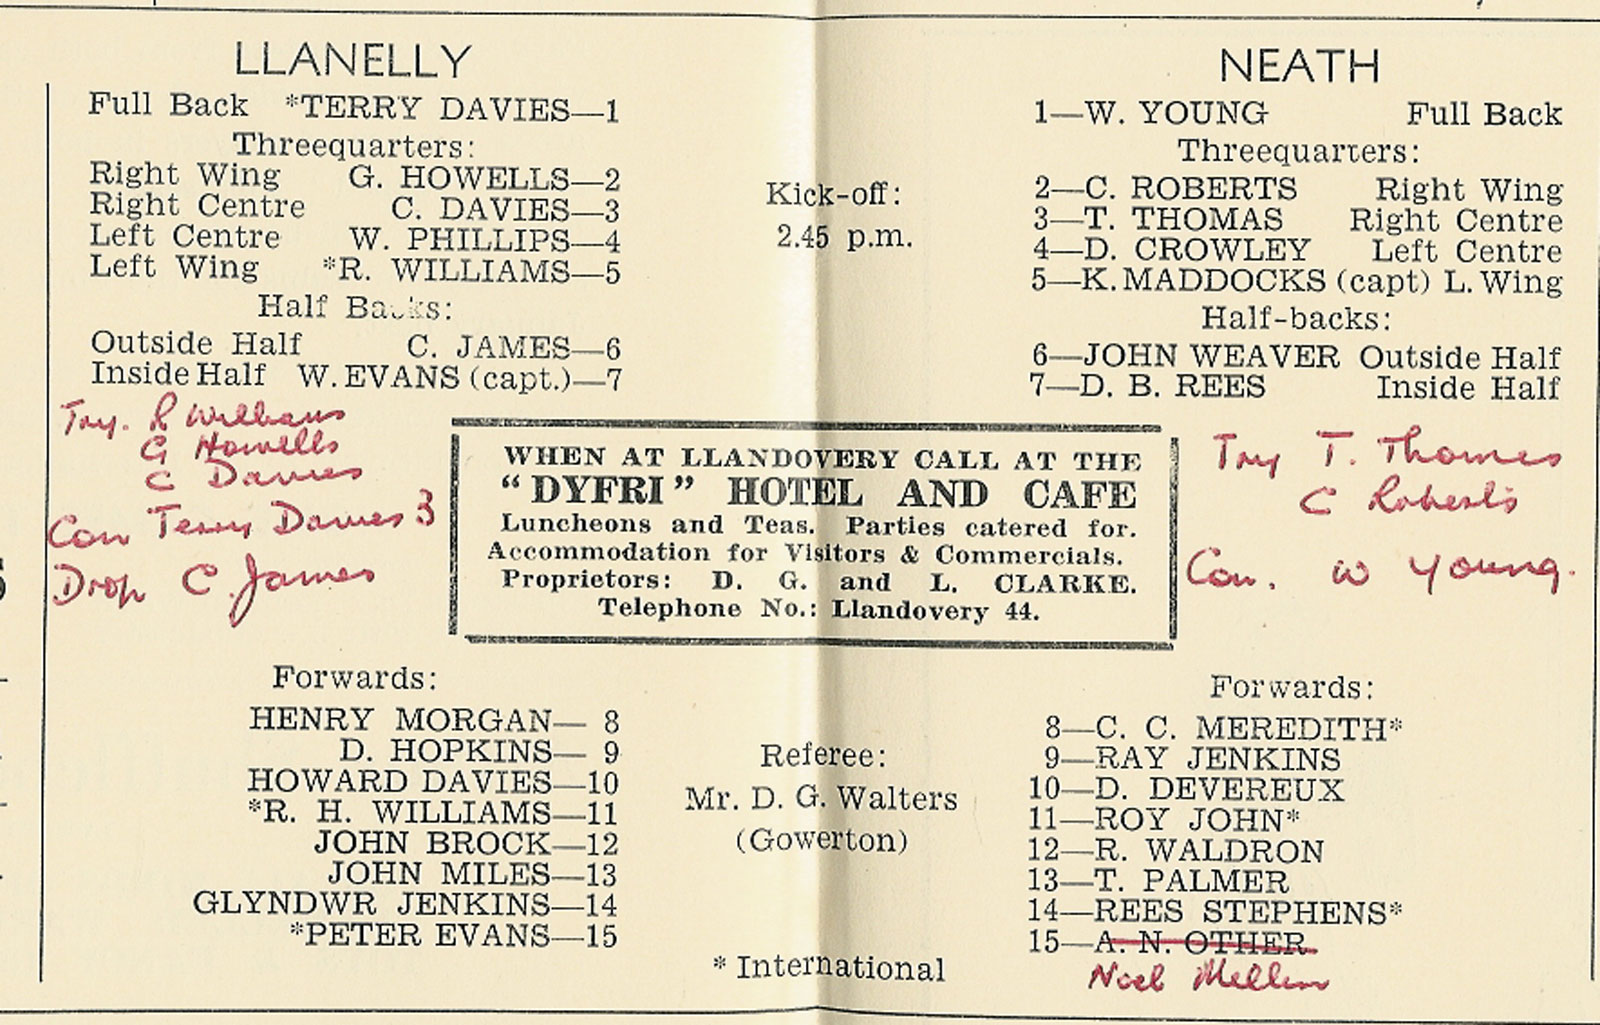 LLANELLY
Full Back *TERRY DAVIES—1
Threequarters:
Right Wing G. HOWELLS—2
Right Centre C. DAVIES—3
Left Centre W. PHILLIPS—4
Left Wing *R. WILLIAMS—5
Half Backs:
Outside Half C. JAMES—6
Inside Half W. EVANS (capt.)—7
Try. R Williams
G Howells
C Davies
Con Terry Davies 3
Drop C. James
Forwards:
HENRY MORGAN— 8
D. HOPKINS— 9
HOWARD DAVIES—10
*R. H. WILLIAMS—11
JOHN BROCK—12
JOHN MILES—13
GLYNDWR JENKINS—14
*PETER EVANS—15
Kick-off:
2.45 p.m.
WHEN AT LLANDOVERY CALL AT THE
"DYFRI" HOTEL AND CAFE
Luncheons and Teas. Parties catered for.
Accommodation for Visitors & Commercials.
Proprietors: D. G. and L. CLARKE.
Telephone No.: Llandovery 44.
Referee:
Mr. D. G. Walters
(Gowerton)
* International
NEATH
1—W. YOUNG Full Back
Threequarters:
2—C. ROBERTS Right Wing
3—T. THOMAS Right Centre
4—D. CROWLEY Left Centre
5—K. MADDOCKS (capt) L. Wing
Half-backs:
6—JOHN WEAVER Outside Half
7—D. B. REES Inside Half
Try T. Thomas
C Roberts
Con. W Young.
Forwards:
8—C. C. MEREDITH*
9—RAY JENKINS
10—D. DEVEREUX
11—ROY JOHN*
12—R. WALDRON
13—T. PALMER
14—REES STEPHENS*
15—A. N. OTHER
Noel